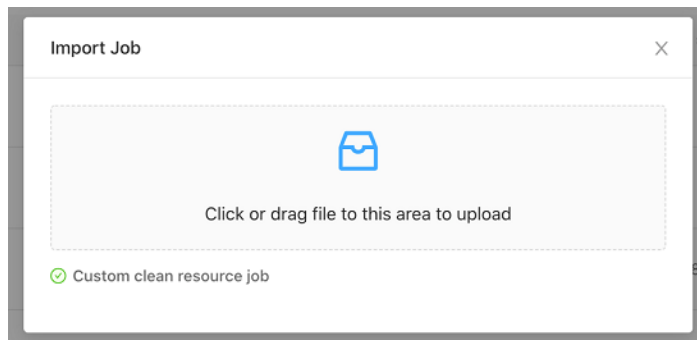 Import Job
Click or drag file to this area to upload
Custom clean resource job